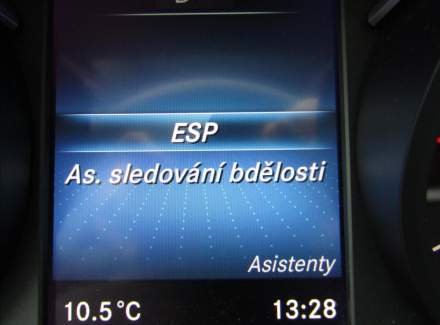 ESP
As. sledování bdělosti
Asistenty
10.5°C 13:28